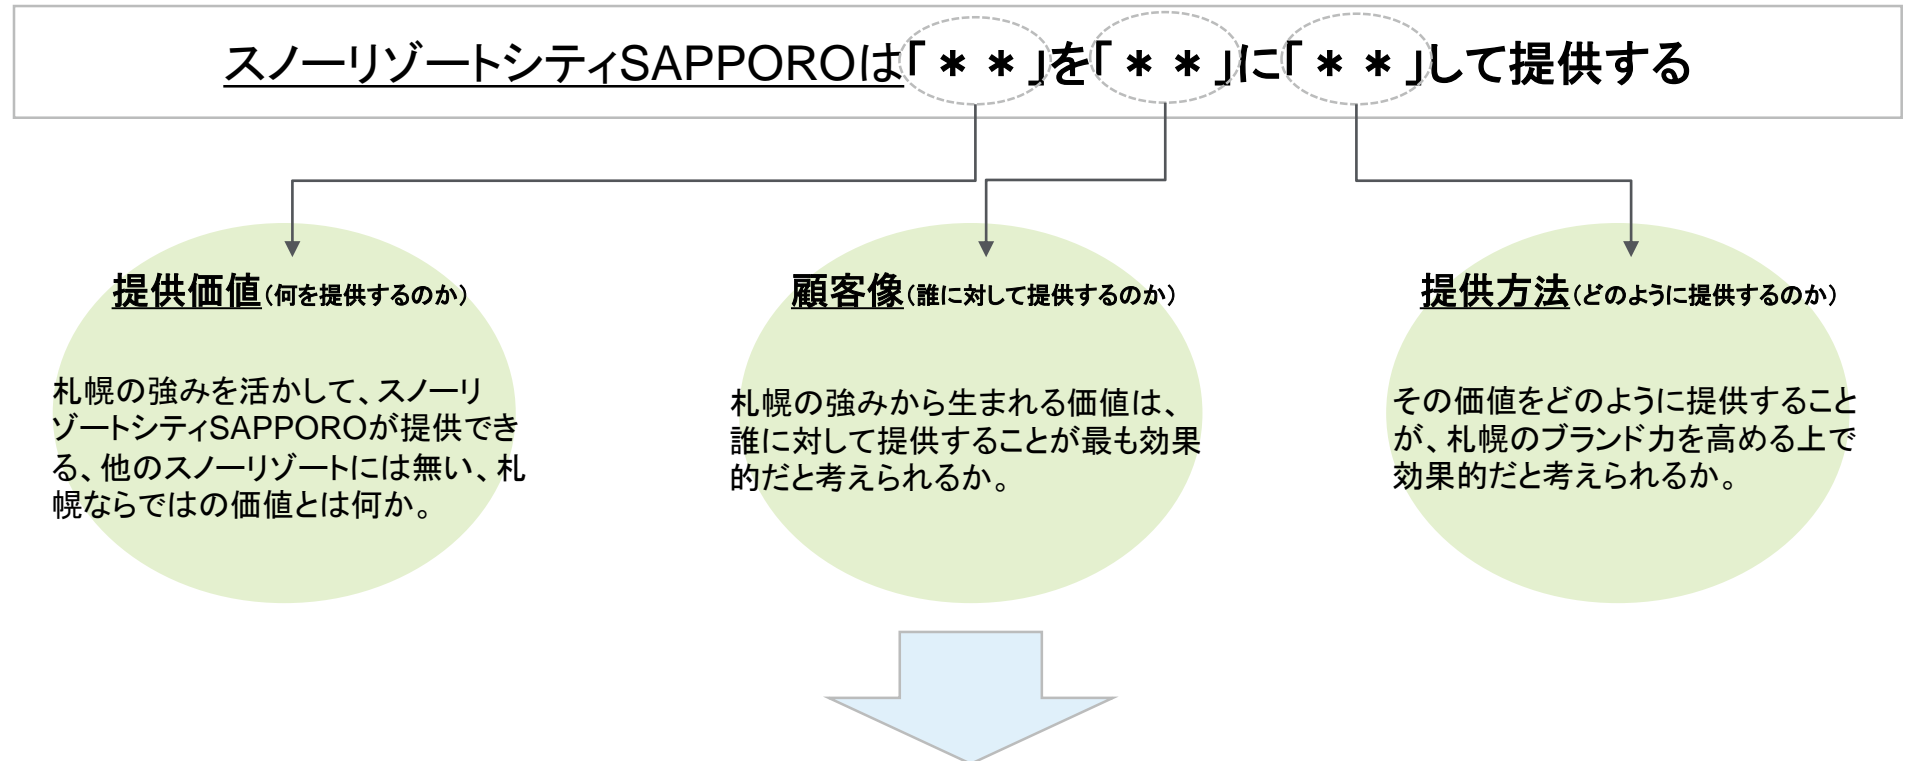 スノーリゾートシティSAPPOROは「＊＊」を「＊＊」に「＊＊」して提供する
提供価値（何を提供するのか）
札幌の強みを活かして、スノーリ
ゾートシティSAPPOROが提供でき
る、他のスノーリゾートには無い、札
幌ならではの価値とは何か。
顧客像（誰に対して提供するのか）
札幌の強みから生まれる価値は、
誰に対して提供することが最も効果
的だと考えられるか。
提供方法（どのように提供するのか）
その価値をどのように提供すること
が、札幌のブランド力を高める上で
効果的だと考えられるか。